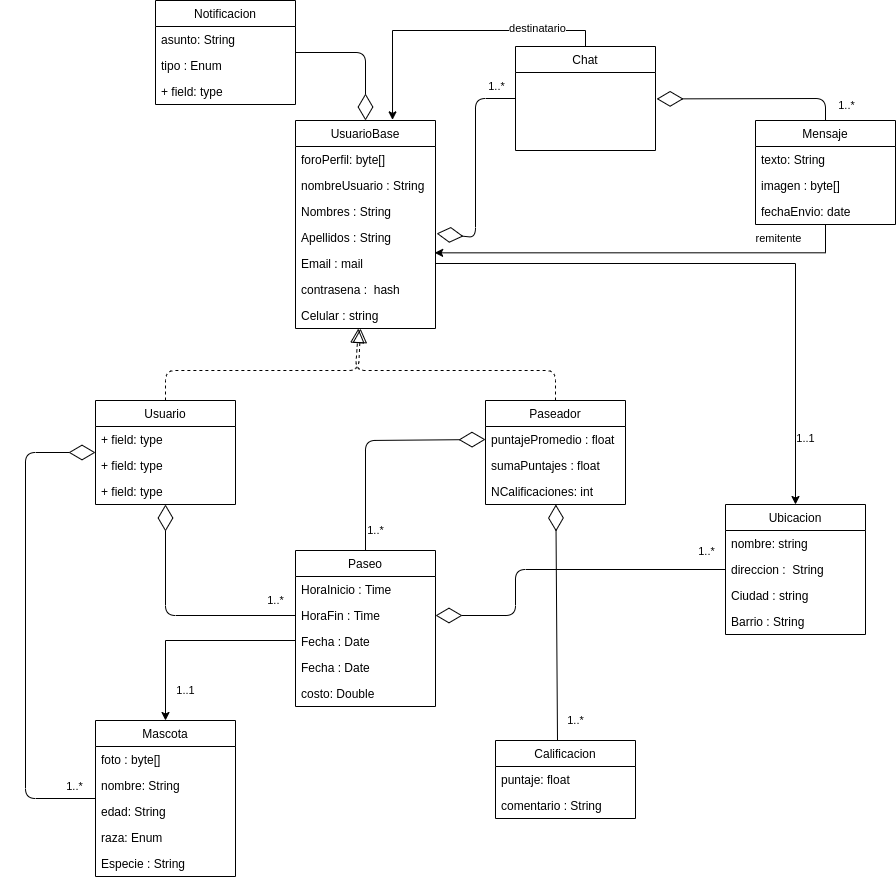 Notificacion
asunto: String
tipo : Enum
+ field: type
destinatario
Chat
1..*
1..*
Mensaje
texto: String
imagen : byte[]
fechaEnvio: date
remitente
UsuarioBase
foroPerfil: byte[]
nombreUsuario : String
Nombres : String
Apellidos : String
Email : mail
contrasena :  hash
Celular : string
Usuario
+ field: type
+ field: type
+ field: type
Paseador
puntajePromedio : float
sumaPuntajes : float
NCalificaciones: int
1..1
Ubicacion
nombre: string
direccion :  String
Ciudad : string
Barrio : String
1..*
1..*
1..*
Paseo
HoraInicio : Time
HoraFin : Time
Fecha : Date
Fecha : Date
costo: Double
1..1
1..*
Mascota
foto : byte[]
nombre: String
edad: String
raza: Enum
Especie : String
1..*
Calificacion
puntaje: float
comentario : String